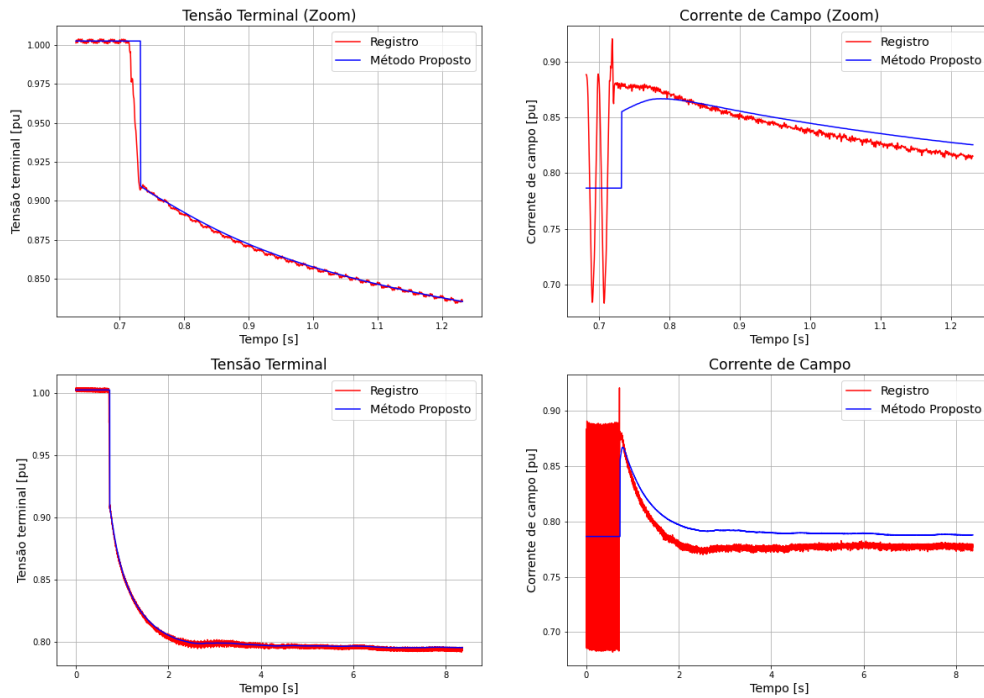 Tensão Terminal (Zoom)
Tensão terminal [pu]
1.000
0.975
0.950
0.925
0.900
0.875
0.850
Registro
Método Proposto
0.7
0.8
0.9
1.0
1.1
1.2
Tempo [s]
Corrente de Campo (Zoom)
Corrente de campo [pu]
0.90
0.85
0.80
0.75
0.70
Registro
Método Proposto
0.7
0.8
0.9
1.0
1.1
1.2
Tempo [s]
Tensão Terminal
Tensão terminal [pu]
1.00
0.95
0.90
0.85
0.80
Registro
Método Proposto
0
2
4
6
8
Tempo [s]
Corrente de Campo
Corrente de campo [pu]
0.90
0.85
0.80
0.75
0.70
Registro
Método Proposto
0
2
4
6
8
Tempo [s]